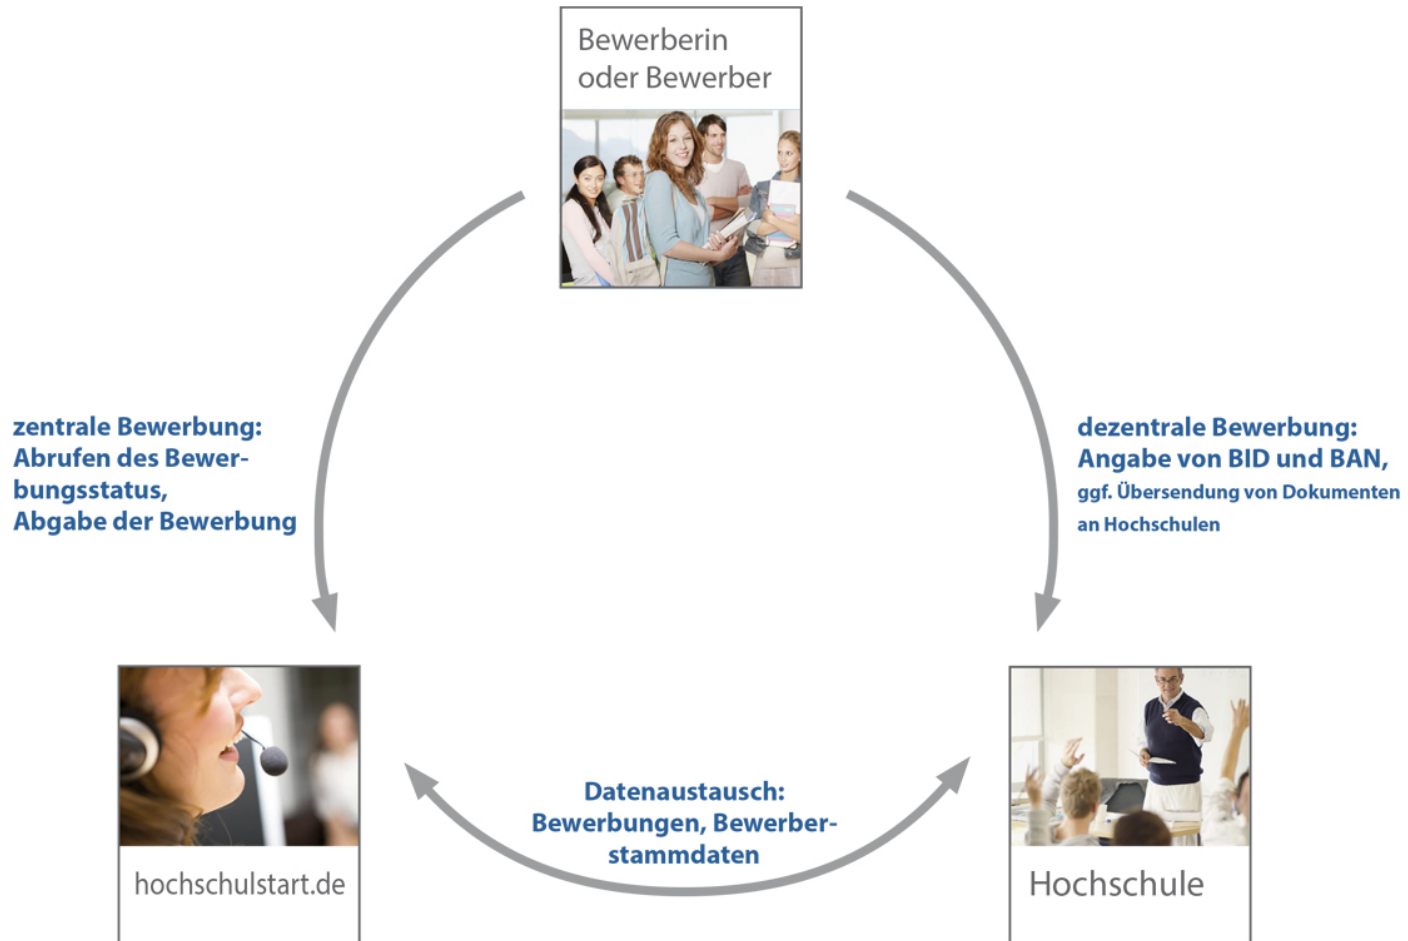 Bewerberin
oder Bewerber
zentrale Bewerbung:
Abrufen des Bewer-
bungsstatus,
Abgabe der Bewerbung
dezentrale Bewerbung:
Angabe von BID und BAN,
ggf. Übersendung von Dokumenten
an Hochschulen
Datenaustausch:
Bewerbungen, Bewerber-
stammdaten
hochschulstart.de
Hochschule